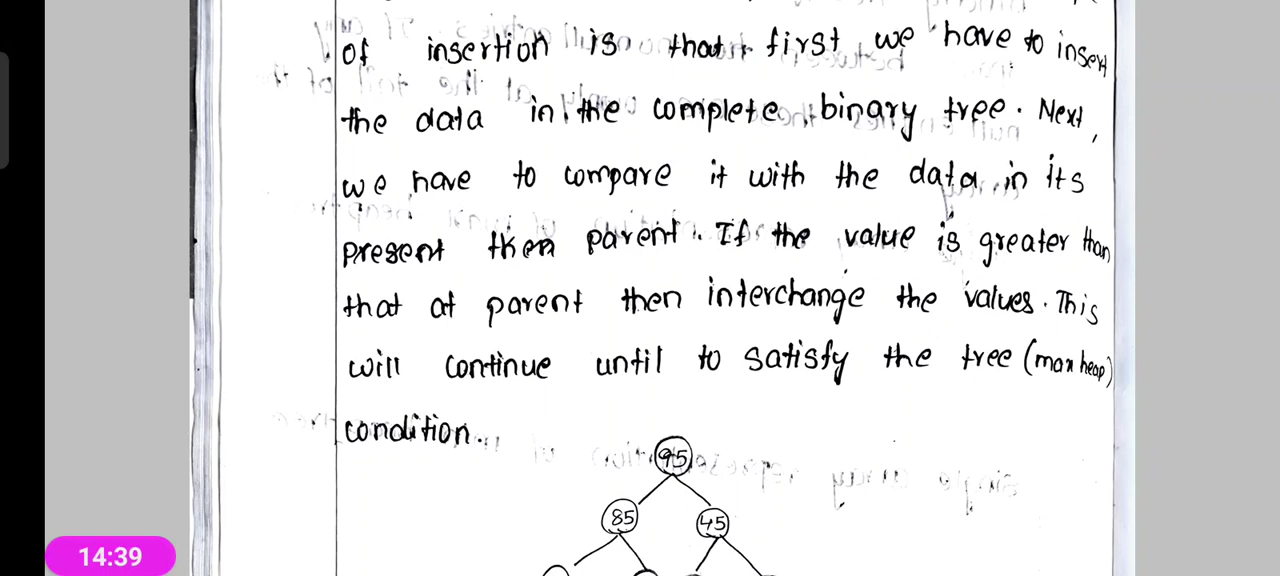 of insertion is that first we have to insert
the data in the complete binary tree. Next,
we have to compare it with the data in its
present then parent. If the value is greater than
that at parent then interchange the values. This
will continue until to satisfy the tree (max heap)
condition.
95
85 45
14:39